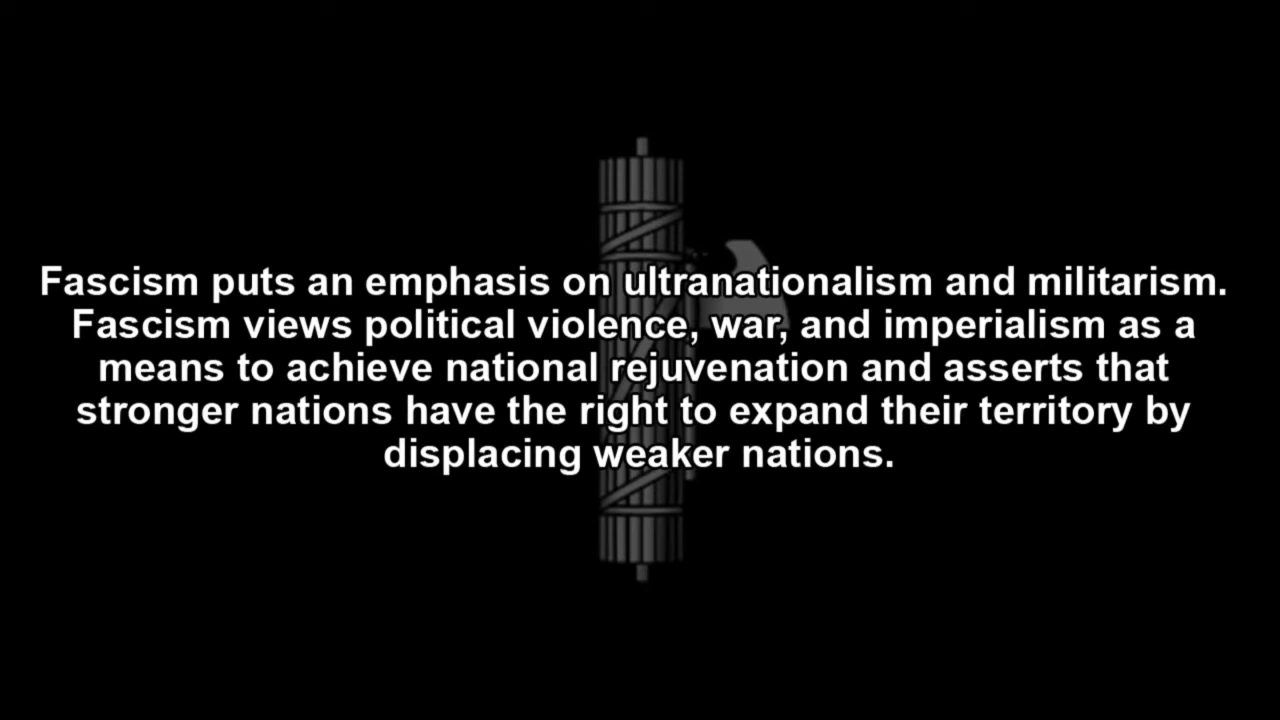 Fascism puts an emphasis on ultranationalism and militarism.
Fascism views political violence, war, and imperialism as a
means to achieve national rejuvenation and asserts that
stronger nations have the right to expand their territory by
displacing weaker nations.